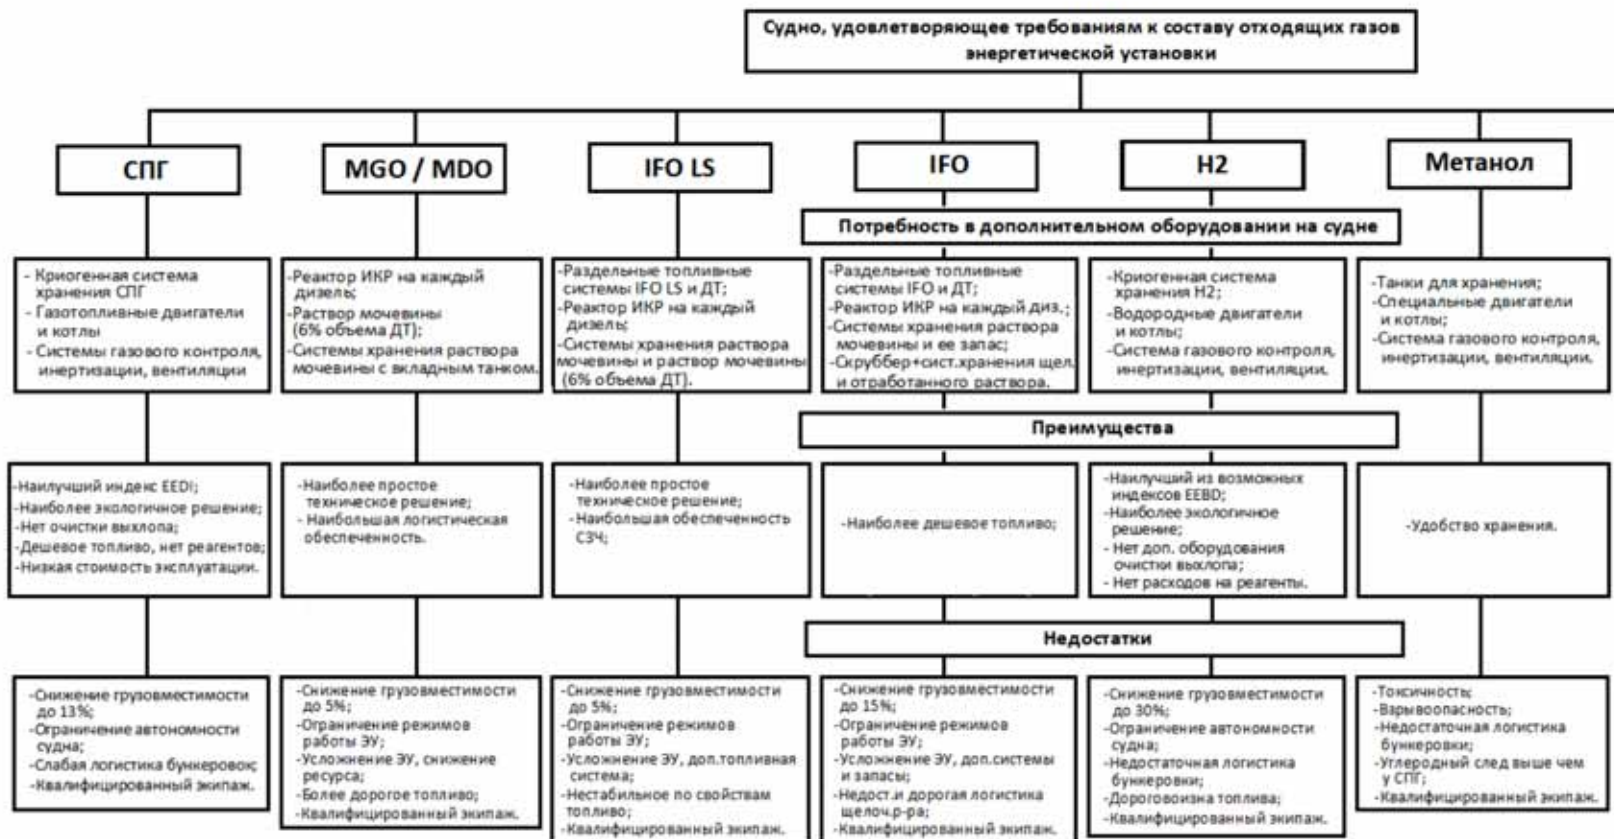 Судно, удовлетворяющее требованиям к составу отходящих газов
энергетической установки
СПГ
MGO / MDO
IFO LS
IFO
H2
Метанол
Потребность в дополнительном оборудовании на судне
- Криогенная система
хранения СПГ
- Газотопливные двигатели
и котлы
- Системы газового контроля,
инертизации, вентиляции
-Реактор ИКР на каждый
дизель;
-Раствор мочевины
(6% объема ДТ);
-Системы хранения раствора
мочевины с вкладным танком.
-Раздельные топливные
системы IFO LS и ДТ;
-Реактор ИКР на каждый
дизель;
-Системы хранения раствора
мочевины и раствор мочевины
(6% объема ДТ).
-Раздельные топливные
системы IFO и ДТ;
-Реактор ИКР на каждый диз.;
-Системы хранения раствора
мочевины и ее запас;
-Скруббер+сист.хранения щел.
и отработанного раствора.
-Криогенная система
хранения H2;
-Водородные двигатели
и котлы;
-Система газового контроля,
инертизации, вентиляции.
-Танки для хранения;
-Специальные двигатели
и котлы;
-Система газового контроля,
инертизации, вентиляции.
Преимущества
-Наилучший индекс EEDI;
-Наиболее экологичное решение;
-Нет очистки выхлопа;
-Дешевое топливо, нет реагентов;
-Низкая стоимость эксплуатации.
-Наиболее простое
техническое решение;
- Наибольшая логистическая
обеспеченность.
-Наиболее простое
техническое решение;
-Наибольшая обеспеченность
СЗЧ;
-Наиболее дешевое топливо;
-Наилучший из возможных
индексов EEBD;
-Наиболее экологичное
решение;
- Нет доп. оборудования
очистки выхлопа;
- Нет расходов на реагенты.
-Удобство хранения.
Недостатки
-Снижение грузовместимости
до 13%;
-Ограничение автономности
судна;
-Слабая логистика бункеровок;
-Квалифицированный экипаж.
-Снижение грузовместимости
до 5%;
-Ограничение режимов
работы ЭУ;
-Усложнение ЭУ, снижение
ресурса;
-Более дорогое топливо;
-Квалифицированный экипаж.
-Снижение грузовместимости
до 5%;
-Ограничение режимов
работы ЭУ;
-Усложнение ЭУ, доп.топливная
система;
-Нестабильное по свойствам
топливо;
-Квалифицированный экипаж.
-Снижение грузовместимости
до 15%;
-Ограничение режимов
работы ЭУ;
-Усложнение ЭУ, доп.системы
и запасы;
-Недост.и дорогая логистика
щелоч.р-ра;
-Квалифицированный экипаж.
-Снижение грузовместимости
до 30%;
-Ограничение автономности
судна;
-Недостаточная логистика
бункеровки;
-Дороговоизна топлива;
-Квалифицированный экипаж.
-Токсичность;
-Взрывоопасность;
-Недостаточная логистика
бункеровки;
-Углеродный след выше чем
у СПГ;
-Квалифицированный экипаж.